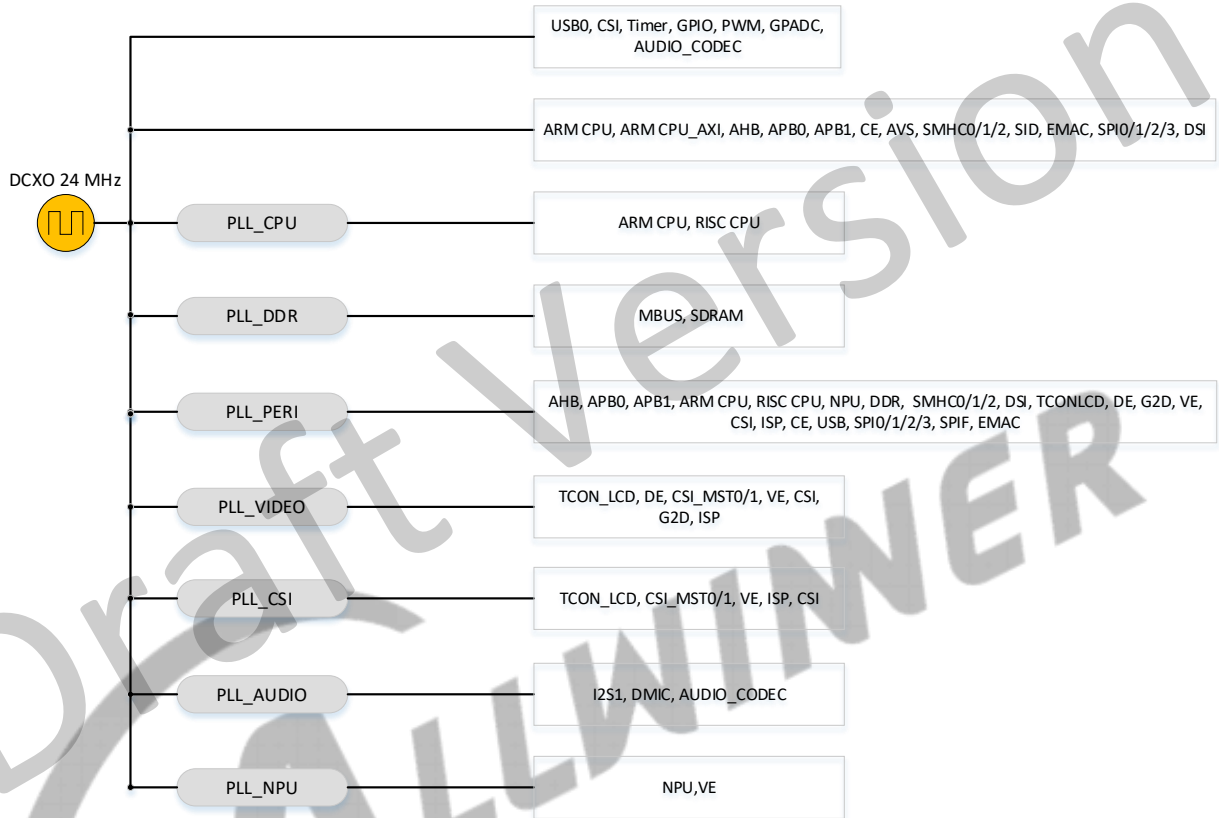 USB0, CSI, Timer, GPIO, PWM, GPADC,
AUDIO_CODEC
ARM CPU, ARM CPU_AXI, AHB, APB0, APB1, CE, AVS, SMHC0/1/2, SID, EMAC, SPI0/1/2/3, DSI
DCXO 24 MHz
PLL_CPU
ARM CPU, RISC CPU
PLL_DDR
MBUS, SDRAM
PLL_PERI
AHB, APB0, APB1, ARM CPU, RISC CPU, NPU, DDR, SMHC0/1/2, DSI, TCONLCD, DE, G2D, VE,
CSI, ISP, CE, USB, SPI0/1/2/3, SPIF, EMAC
PLL_VIDEO
TCON_LCD, DE, CSI_MST0/1, VE, CSI,
G2D, ISP
PLL_CSI
TCON_LCD, CSI_MST0/1, VE, ISP, CSI
PLL_AUDIO
I2S1, DMIC, AUDIO_CODEC
PLL_NPU
NPU,VE
Draft Version
ALLWINNER